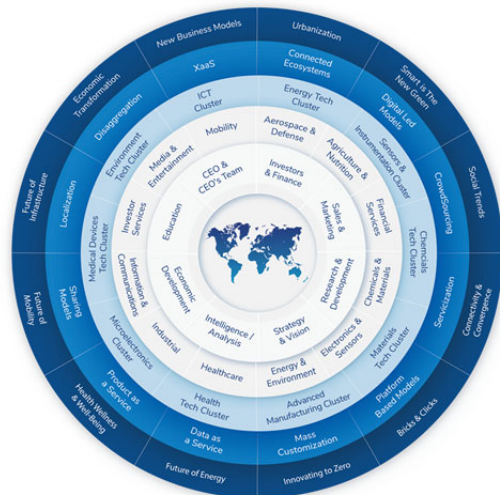 New Business Models
Urbanization
Smart is The
New Green
Social Trends
Connectivity &
Convergence
Bricks & Clicks
Innovating to Zero
Future of Energy
Health Wellness
& Well-Being
Future of
Mobility
Future of
Infrastructure
Economic
Transformation
XaaS
Connected
Ecosystems
Digital Led
Models
CrowdSourcing
Servicization
Platform
Based Models
Mass
Customization
Data as
a Service
Product as
a Service
Sharing
Models
Localization
Disaggregation
ICT
Cluster
Energy Tech
Cluster
Sensors &
Instrumentation Cluster
Chemcials
Tech Cluster
Materials
Tech Cluster
Advanced
Manufacturing Cluster
Health
Tech Cluster
Microelectronics
Cluster
Medical Devices
Tech Cluster
Environment
Tech Cluster
Mobility
Aerospace &
Defense
Agriculture &
Nutrition
Financial
Services
Chemicals &
Materials
Electronics &
Sensors
Energy &
Environment
Healthcare
Industrial
Information &
Communications
Investor
Services
Media &
Entertainment
CEO &
CEO's Team
Investors
& Finance
Sales &
Marketing
Research &
Development
Strategy
& Vision
Intelligence /
Analysis
Economic
Development
Education